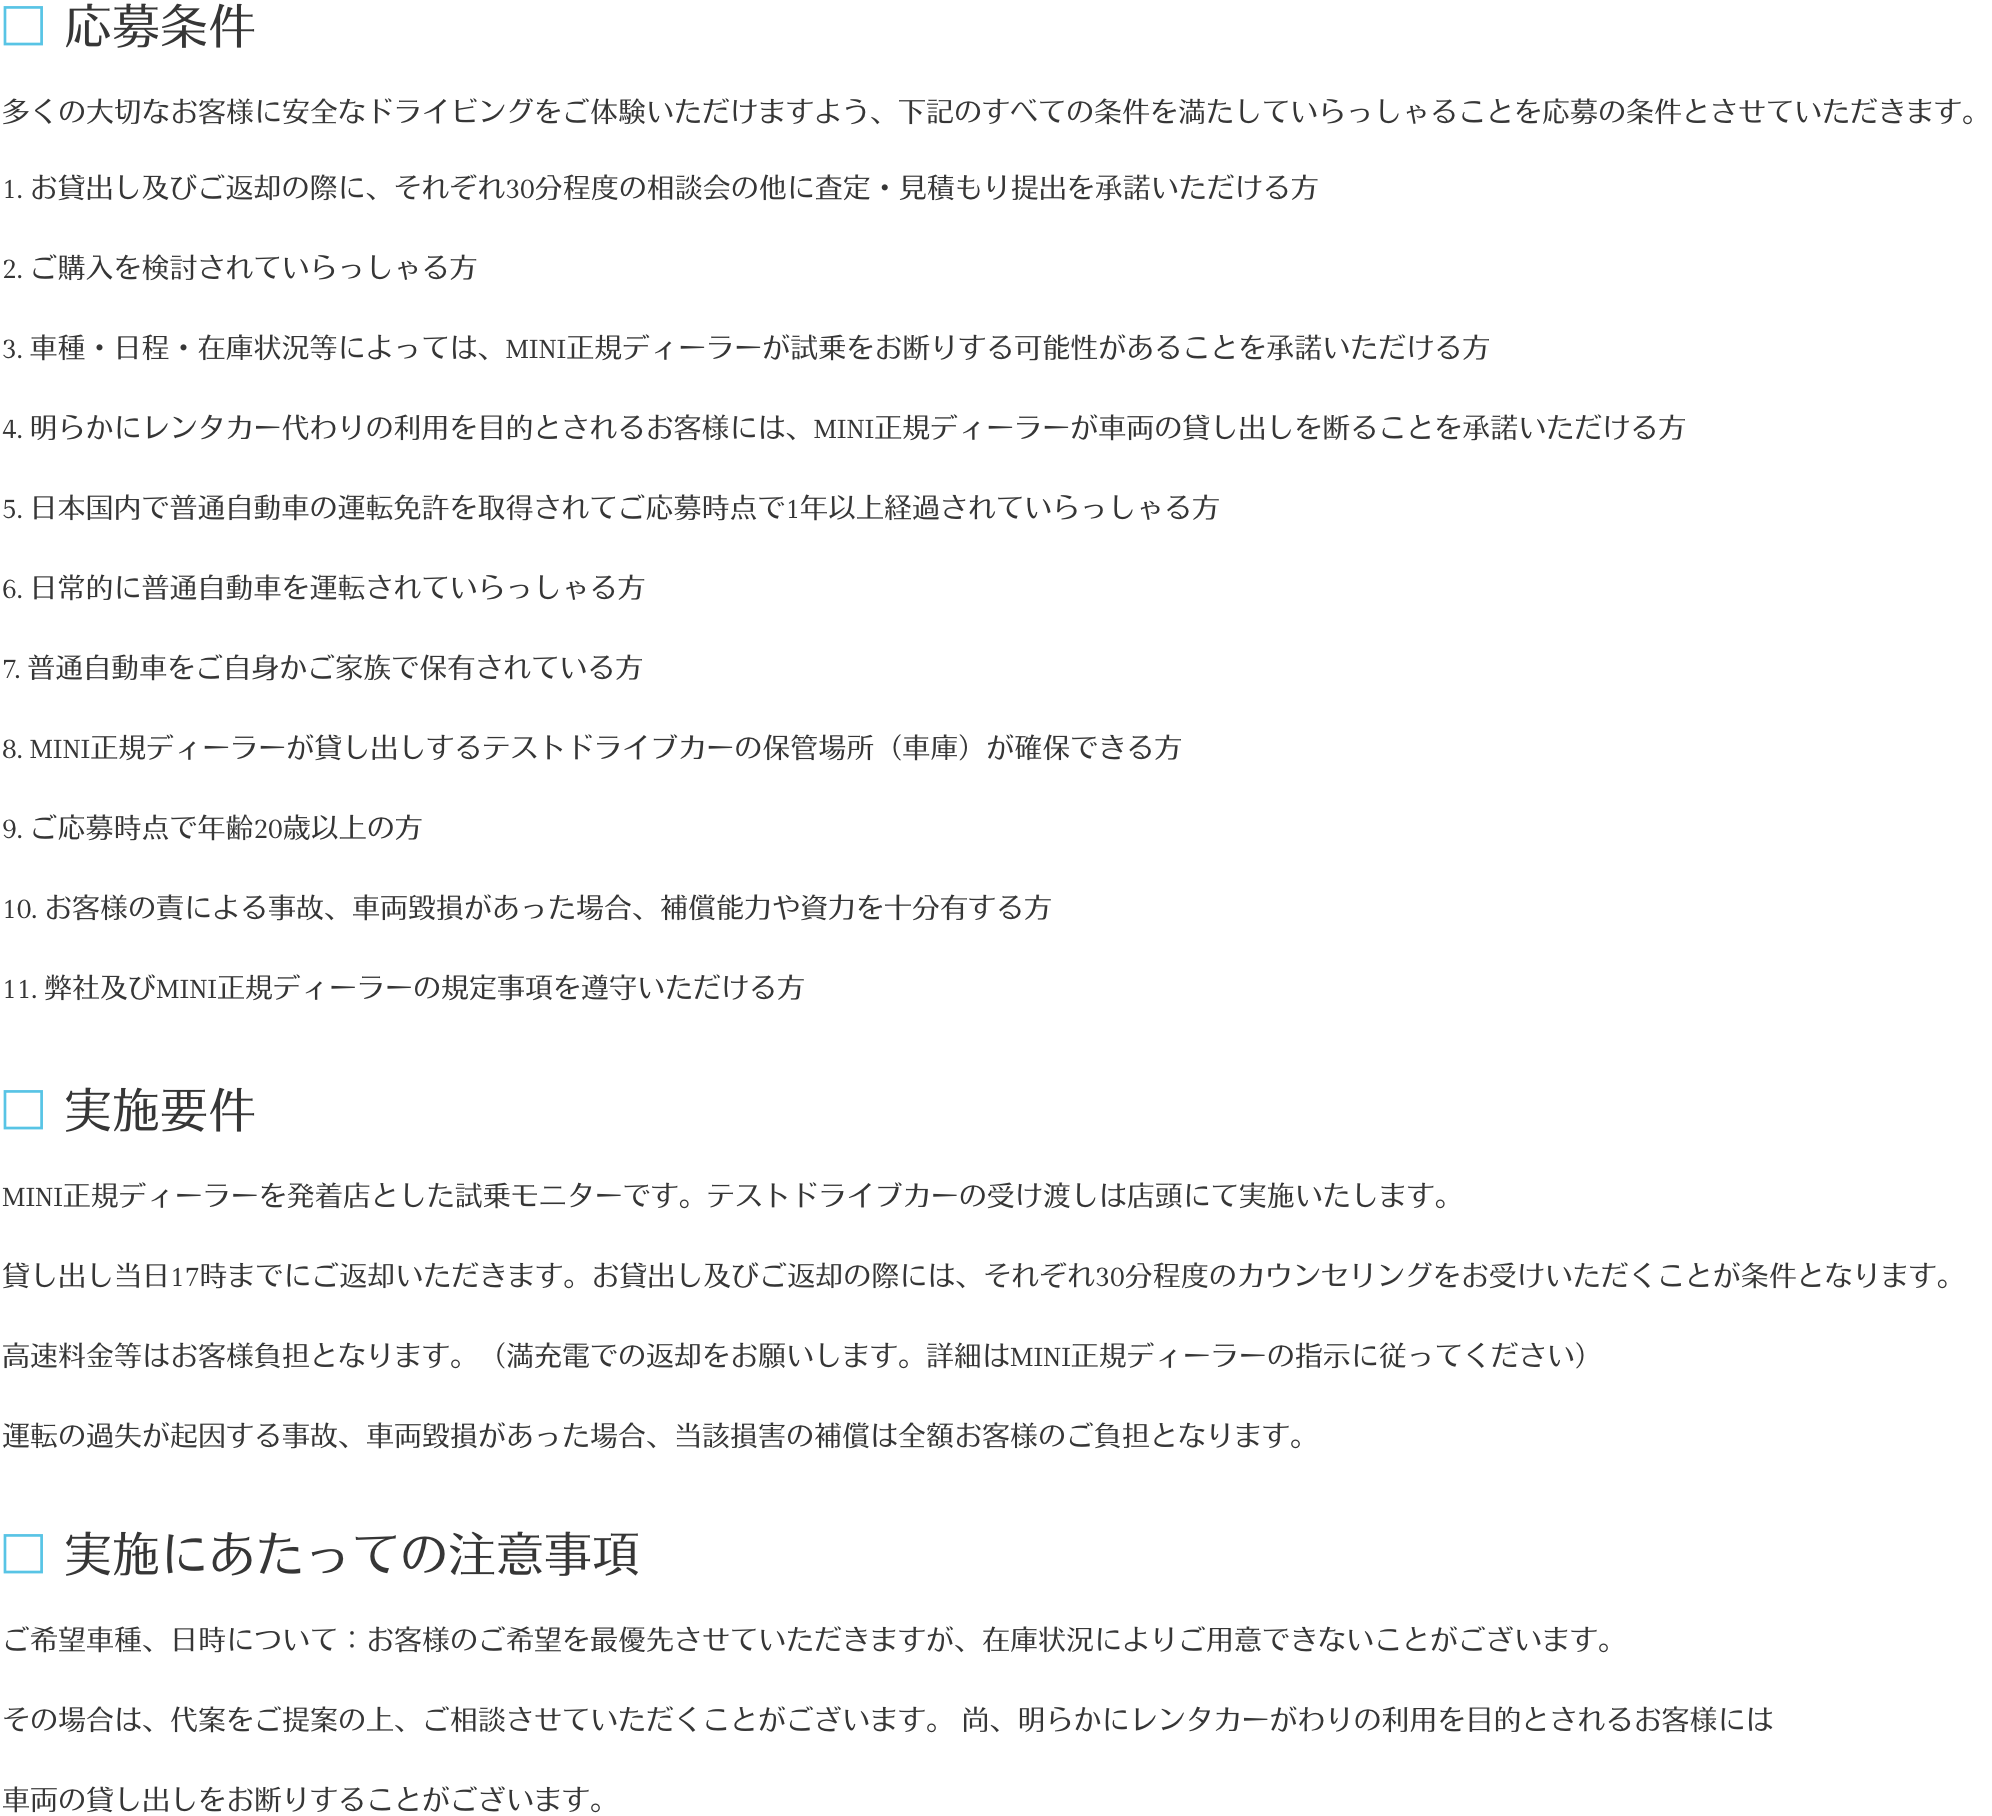 □ 応募条件
多くの大切なお客様に安全なドライビングをご体験いただけますよう、下記のすべての条件を満たしていらっしゃることを応募の条件とさせていただきます。
1. お貸出し及びご返却の際に、それぞれ30分程度の相談会の他に査定・見積もり提出を承諾いただける方
2. ご購入を検討されていらっしゃる方
3. 車種・日程・在庫状況等によっては、MINI正規ディーラーが試乗をお断りする可能性があることを承諾いただける方
4. 明らかにレンタカー代わりの利用を目的とされるお客様には、MINI正規ディーラーが車両の貸し出しを断ることを承諾いただける方
5. 日本国内で普通自動車の運転免許を取得されてご応募時点で1年以上経過されていらっしゃる方
6. 日常的に普通自動車を運転されていらっしゃる方
7. 普通自動車をご自身かご家族で保有されている方
8. MINI正規ディーラーが貸し出しするテストドライブカーの保管場所（車庫）が確保できる方
9. ご応募時点で年齢20歳以上の方
10. お客様の責による事故、車両毀損があった場合、補償能力や資力を十分有する方
11. 弊社及びMINI正規ディーラーの規定事項を遵守いただける方
□ 実施要件
MINI正規ディーラーを発着店とした試乗モニターです。テストドライブカーの受け渡しは店頭にて実施いたします。
貸し出し当日17時までにご返却いただきます。お貸出し及びご返却の際には、それぞれ30分程度のカウンセリングをお受けいただくことが条件となります。
高速料金等はお客様負担となります。（満充電での返却をお願いします。詳細はMINI正規ディーラーの指示に従ってください）
運転の過失が起因する事故、車両毀損があった場合、当該損害の補償は全額お客様のご負担となります。
□ 実施にあたっての注意事項
ご希望車種、日時について：お客様のご希望を最優先させていただきますが、在庫状況によりご用意できないことがございます。
その場合は、代案をご提案の上、ご相談させていただくことがございます。 尚、明らかにレンタカーがわりの利用を目的とされるお客様には
車両の貸し出しをお断りすることがございます。